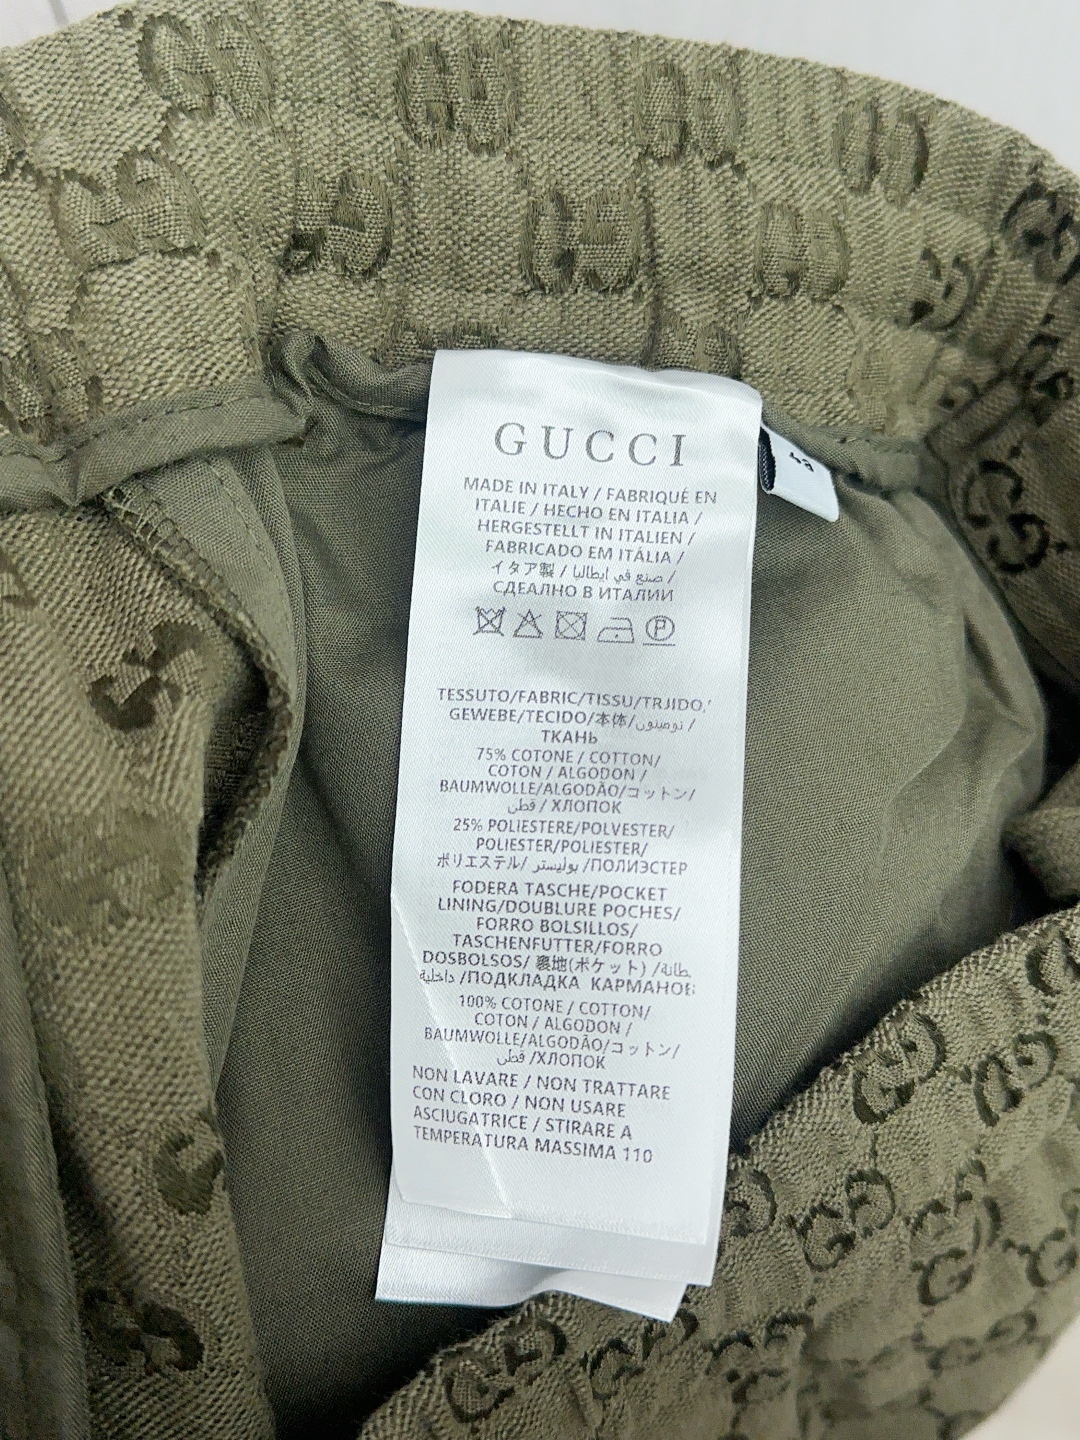 GUCCI
MADE IN ITALY / FABRIQUÉ EN
ITALIE / HECHO EN ITALIA /
HERGESTELLT IN ITALIEN /
FABRICADO EM ITÁLIA /
イタア製 / صنع في ايطاليا /
СДЕАЛНО В ИТАЛИИ
P
TESSUTO/FABRIC/TISSU/TRJIDO,'
GEWEBE/TECIDO/本体/
ТКАНЬ
75% COTONE / COTTON/
COTON / ALGODON /
BAUMWOLLE/ALGODÃO/コットン/
قطن / ХЛОПОК
25% POLIESTERE/POLVESTER/
POLIESTER/POLIESTER/
ポリエステル/ بوليستر /ПОЛИЭСТЕР
FODERA TASCHE/POCKET
LINING/DOUBLURE POCHES/
FORRO BOLSILLOS/
TASCHENFUTTER/FORRO
DOSBOLSOS/ 裏地(ポケット) /بطانة
داخلية /ПОДКЛАДКА КАРМАНОВ:
100% COTONE / COTTON/
COTON / ALGODON /
BAUMWOLLE/ALGODÃO/コットン/
قطن /ХЛОПОК
NON LAVARE / NON TRATTARE
CON CLORO / NON USARE
ASCIUGATRICE / STIRARE A
TEMPERATURA MASSIMA 110